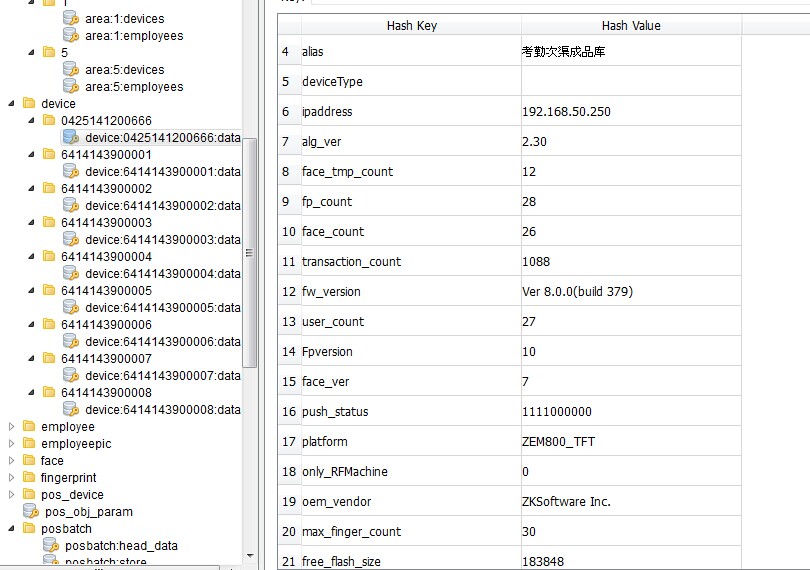 area:1:devices
area:1:employees
5
area:5:devices
area:5:employees
device
0425141200666
device:0425141200666:data
6414143900001
device:6414143900001:data
6414143900002
device:6414143900002:data
6414143900003
device:6414143900003:data
6414143900004
device:6414143900004:data
6414143900005
device:6414143900005:data
6414143900006
device:6414143900006:data
6414143900007
device:6414143900007:data
6414143900008
device:6414143900008:data
employee
employeepic
face
fingerprint
pos_device
pos_obj_param
posbatch
posbatch:head_data
posbatch:store
Hash Key Hash Value
4 alias 考勤次渠成品库
5 deviceType
6 ipaddress 192.168.50.250
7 alg_ver 2.30
8 face_tmp_count 12
9 fp_count 28
10 face_count 26
11 transaction_count 1088
12 fw_version Ver 8.0.0(build 379)
13 user_count 27
14 Fpversion 10
15 face_ver 7
16 push_status 1111000000
17 platform ZEM800_TFT
18 only_RFMachine 0
19 oem_vendor ZKSoftware Inc.
20 max_finger_count 30
21 free_flash_size 183848